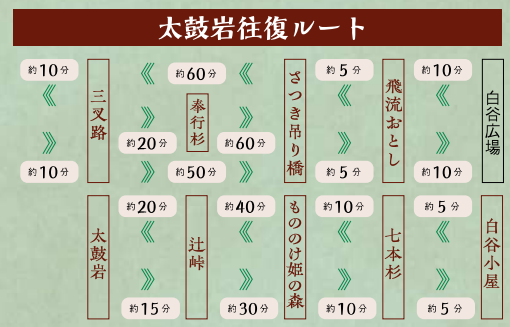 太鼓岩往復ルート
約10分
三叉路
約60分
奉行杉
約20分
約60分
約50分
さつき吊り橋
約5分
約5分
飛流おとし
約10分
約10分
白谷広場
約10分
太鼓岩
約20分
約15分
辻峠
約40分
約30分
もののけ姫の森
約10分
約10分
七本杉
約5分
約5分
白谷小屋